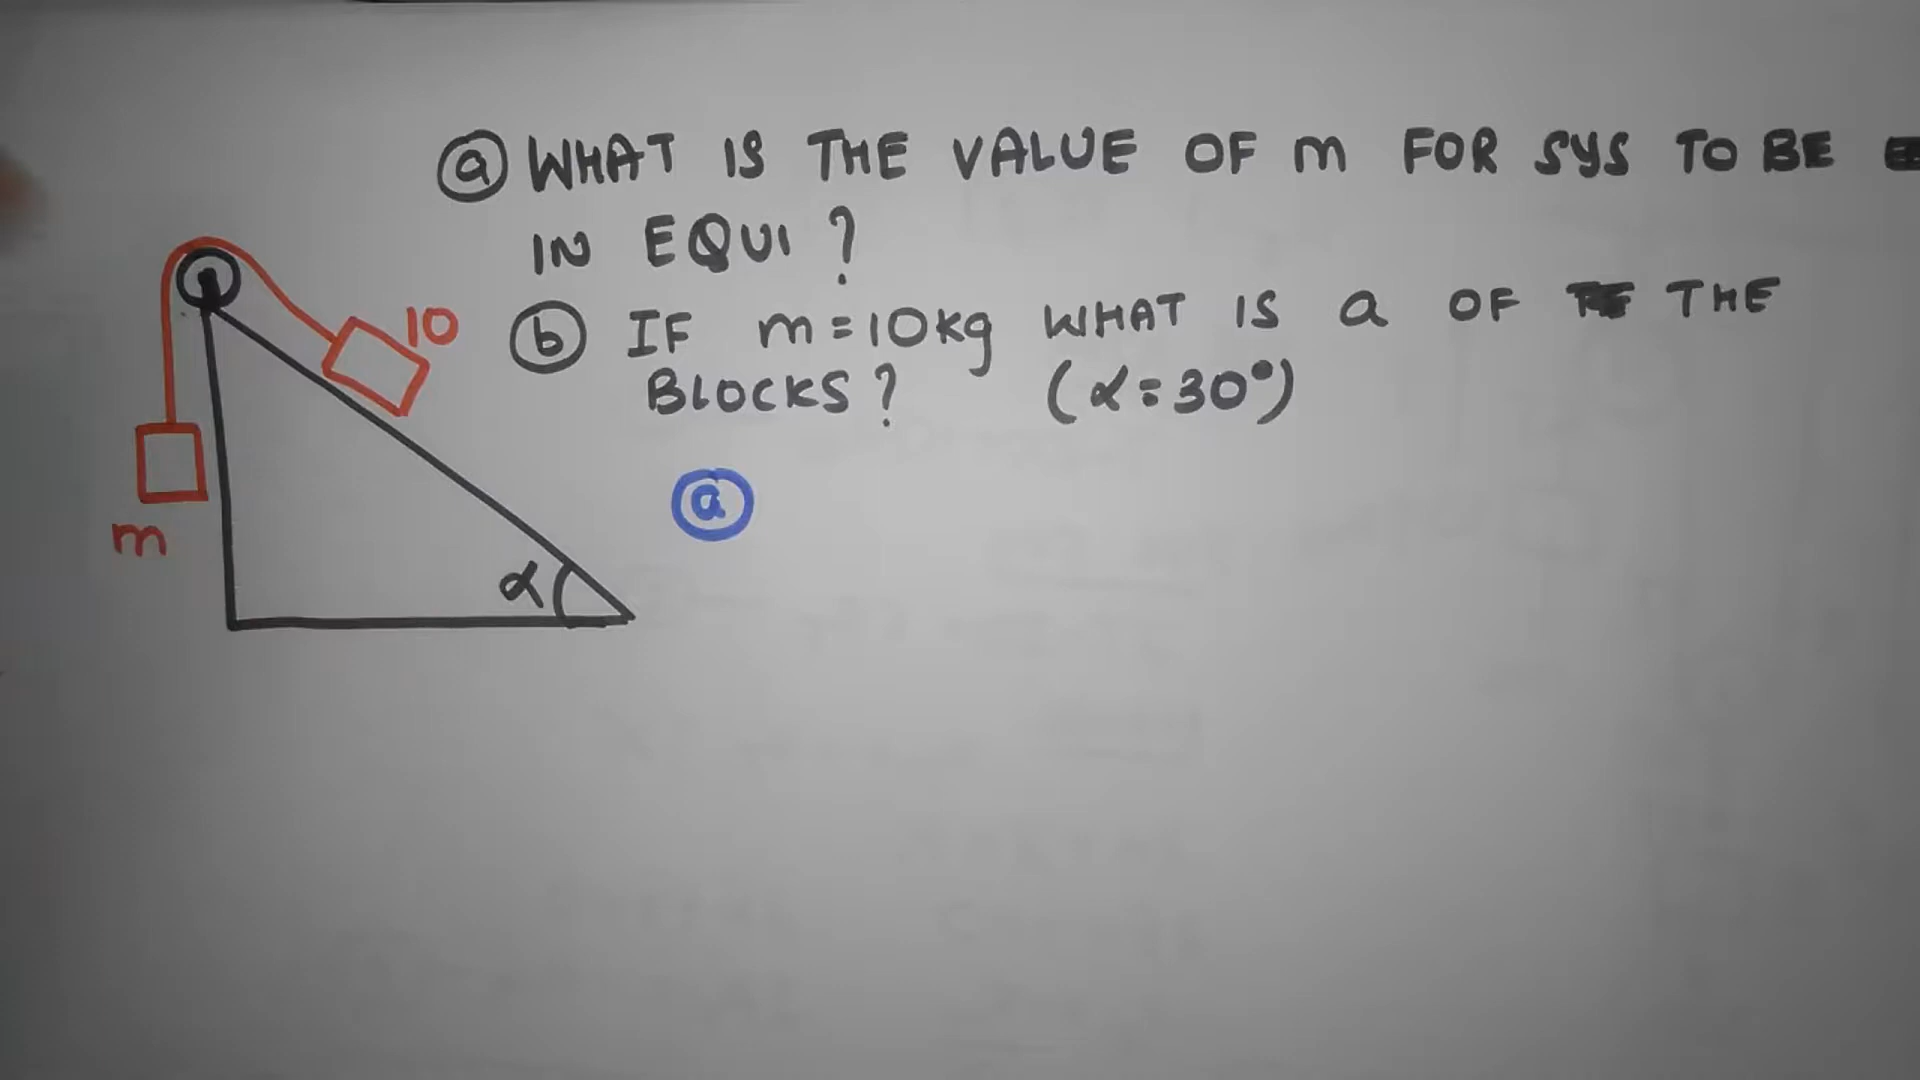 ⓐ WHAT IS THE VALUE OF m FOR SYS TO BE
IN EQUI ?
ⓑ IF m=10kg WHAT IS a OF THE
BLOCKS ? (α=30°)
10
m
α
ⓐ